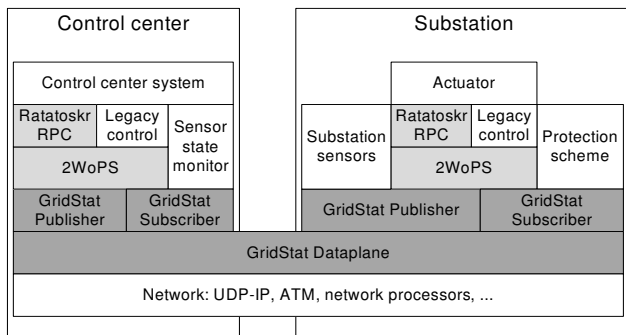 Control center
Substation
Control center system
Actuator
Ratatoskr
RPC
Legacy
control
Sensor
state
monitor
2WoPS
Substation
sensors
Ratatoskr
RPC
Legacy
control
2WoPS
Protection
scheme
GridStat
Publisher
GridStat
Subscriber
GridStat Publisher
GridStat
Subscriber
GridStat Dataplane
Network: UDP-IP, ATM, network processors, ...